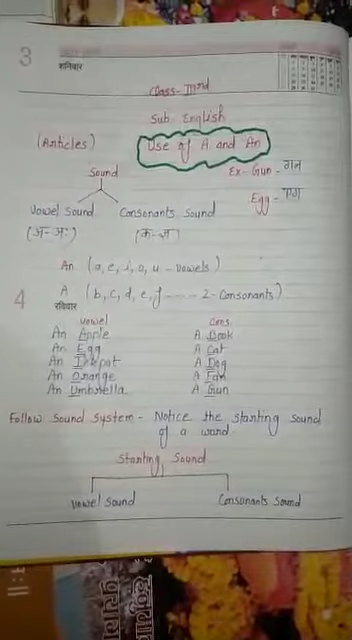 3
शनिवार
Class- Third
Sub- English
(Articles) Use of A and An
Sound Ex- Gun- गन
Egg- एग
Vowel Sound Consonants Sound
(अ-अः) (क-ज्ञ)
An (a, e, i, o, u - vowels)
4 A (b, c, d, e, f ------ z- Consonants)
रविवार
vowel Cons.
An Apple A Book
An Egg A Cat
An Inkpot A Dog
An Orange A Fan
An Umbrella A Gun
Follow Sound System- Notice the starting sound
of a word.
Starting Sound
Vowel Sound Consonants Sound